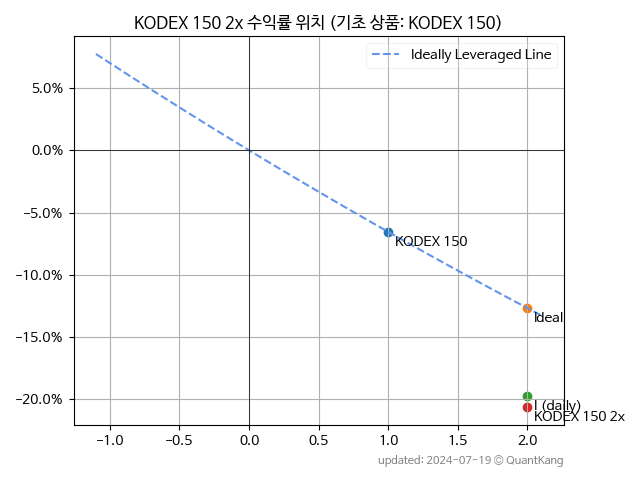 KODEX 150 2x 수익률 위치 (기초 상품: KODEX 150)
Ideally Leveraged Line
5.0%
0.0%
−5.0%
−10.0%
−15.0%
−20.0%
KODEX 150
Ideal
I (daily)
KODEX 150 2x
−1.0
−0.5
0.0
0.5
1.0
1.5
2.0
updated: 2024-07-19 © QuantKang